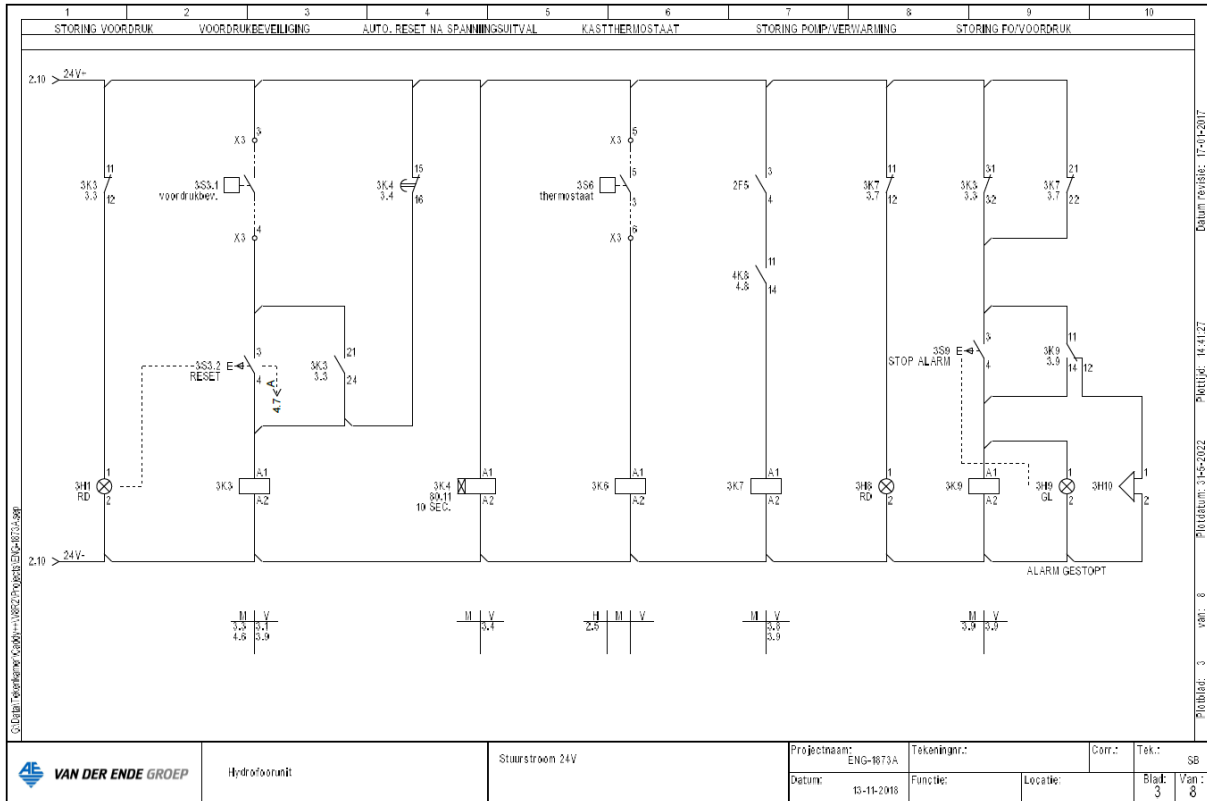 1 2 3 4 5 6 7 8 9 10
STORING VOORDRUK VOORDRUKBEVEILIGING AUTO. RESET NA SPANNINGSUITVAL KASTTHERMOSTAAT STORING POMP/VERWARMING STORING FO/VOORDRUK
2.10 24V+
3 5
X3 X3
11 15 5 3 11 31 21
3K3 3S3.1 3K4 3S6 2F5 3K7 3K3 3K7
3.3 voordrukbev. 3.4 thermostaat 3.7 3.3 3.7
12 16 3 4 12 32 22
4 6
X3 X3
11
4K8
4.8
14
3 21 3 11
3S3.2 E 3K3 3S9 E 3K9
RESET 3.3 STOP ALARM 3.9
4 24 4 14 12
A
4.7
1 A1 A1 A1 A1 1 A1 1 1
3H1 3K3 3K4 3K6 3K7 3H8 3K9 3H9 3H10
RD 80.11 RD GL
2 A2 10 SEC. A2 A2 A2 2 A2 2 2
2.10 24V-
ALARM GESTOPT
M V M V H M V M V M V
3.3 3.1 3.4 2.5 3.8 3.9 3.9
4.6 3.9 3.9
Datum revisie: 17-01-2017
Plottijd: 14:41:27
Plotdatum: 31-5-2022
Plotblad: 3 van: 8
VAN DER ENDE GROEP
Hydrofoorunit
Stuurstroom 24V
Projectnaam: Tekeningnr.: Corr.: Tek.:
ENG-1873A SB
Datum: Functie: Locatie: Blad: Van:
13-11-2018 3 8